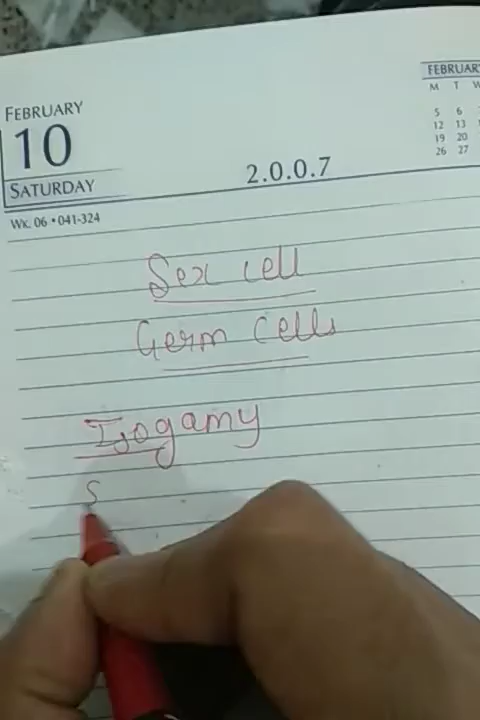 FEBRUARY
10
SATURDAY
2.0.0.7
FEBRUAR
M T W
5 6
12 13
19 20
26 27
Wk. 06 • 041-324
Sex cell
Germ Cells
Isogamy
S